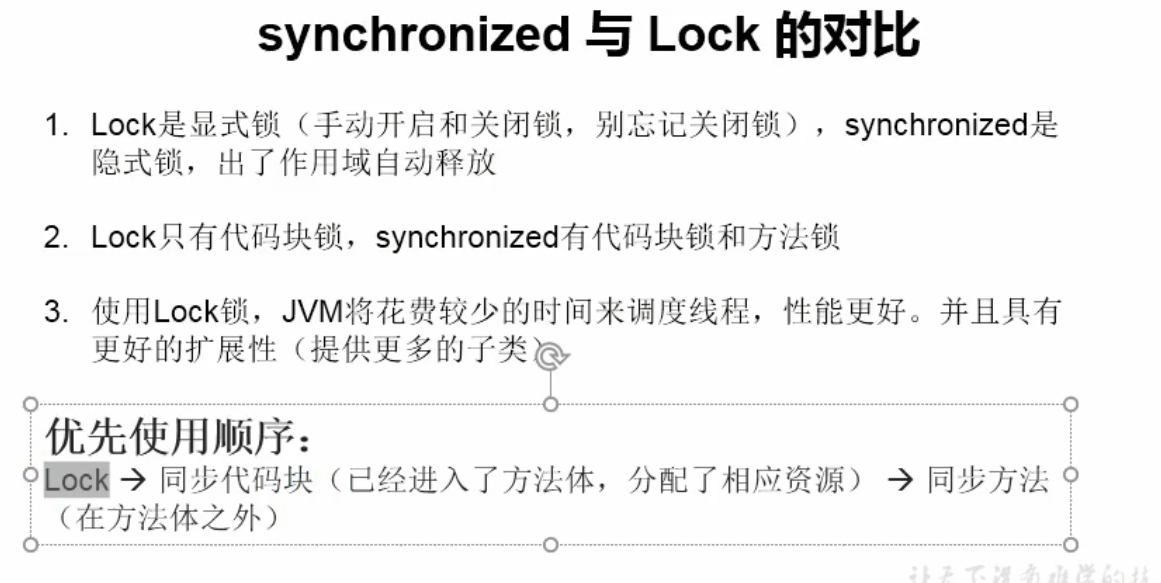 synchronized 与 Lock 的对比
1. Lock是显式锁（手动开启和关闭锁，别忘记关闭锁），synchronized是
隐式锁，出了作用域自动释放
2. Lock只有代码块锁，synchronized有代码块锁和方法锁
3. 使用Lock锁，JVM将花费较少的时间来调度线程，性能更好。并且具有
更好的扩展性（提供更多的子类）
优先使用顺序：
Lock → 同步代码块（已经进入了方法体，分配了相应资源） → 同步方法
（在方法体之外）